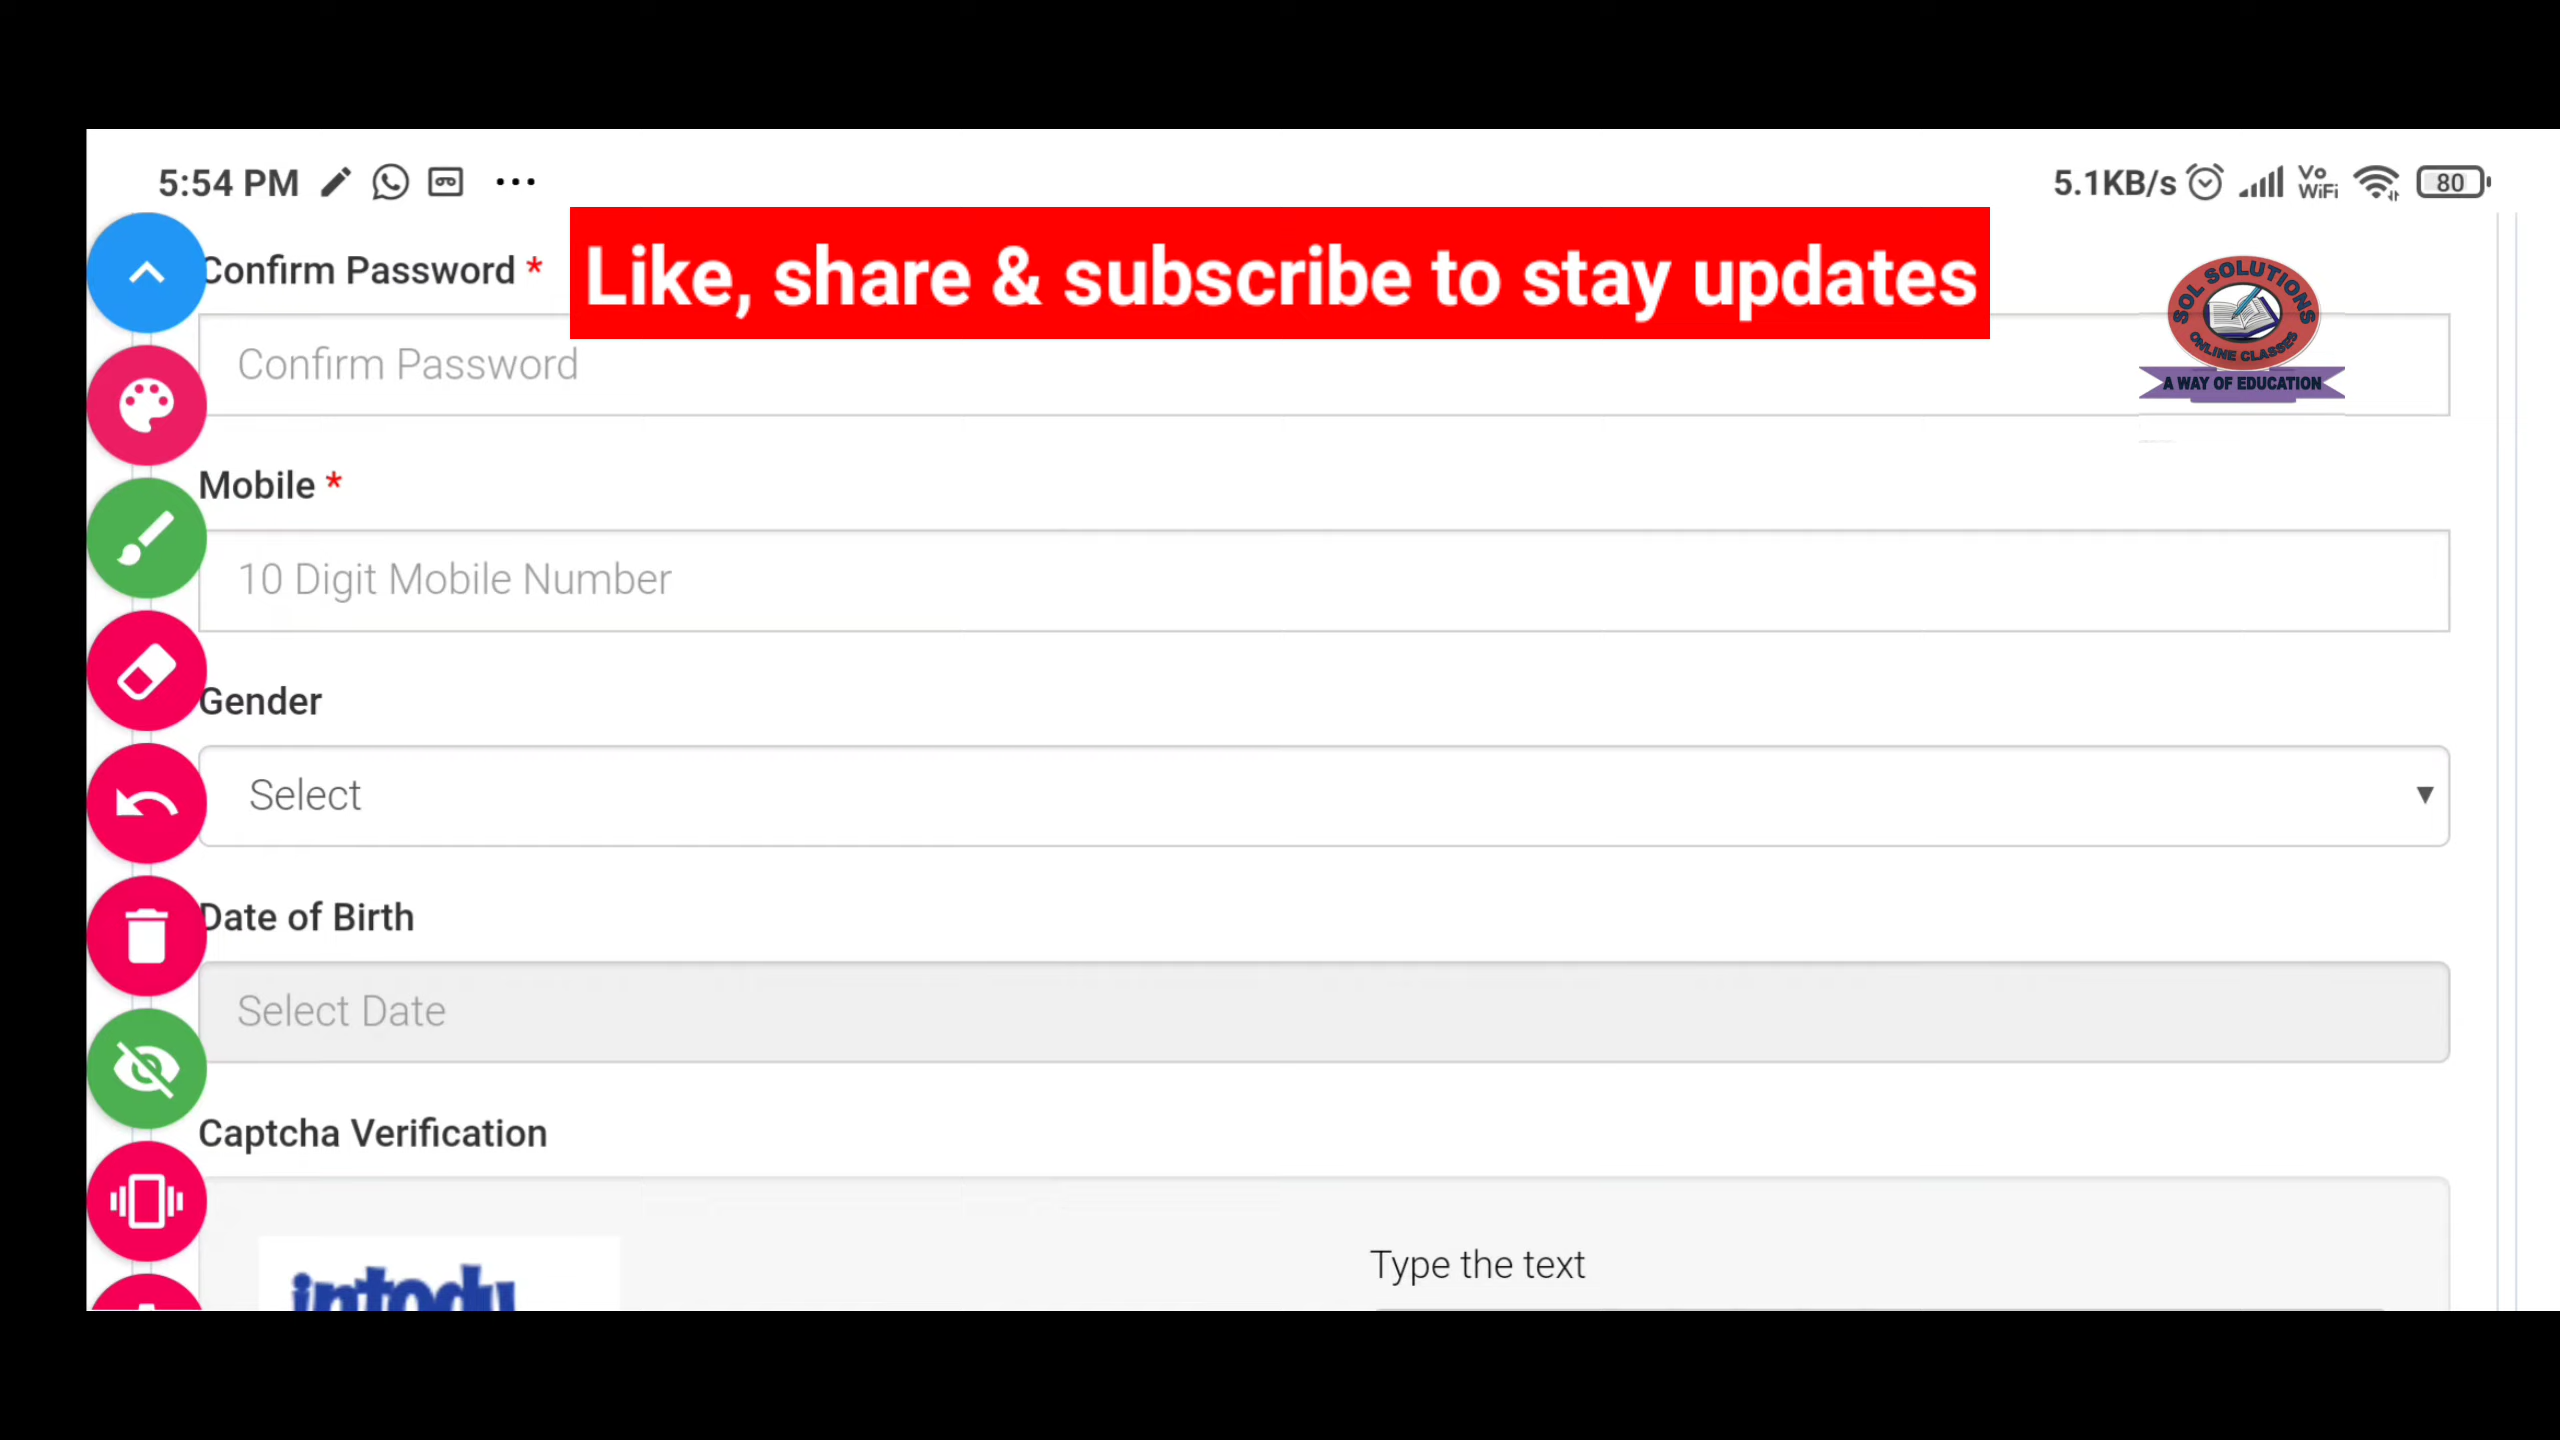 5:54 PM
5.1KB/s
Vo
WiFi
80
Confirm Password *
Like, share & subscribe to stay updates
SOL SOLUTIONS
ONLINE CLASSES
A WAY OF EDUCATION
Confirm Password
Mobile *
10 Digit Mobile Number
Gender
Select
Date of Birth
Select Date
Captcha Verification
Type the text